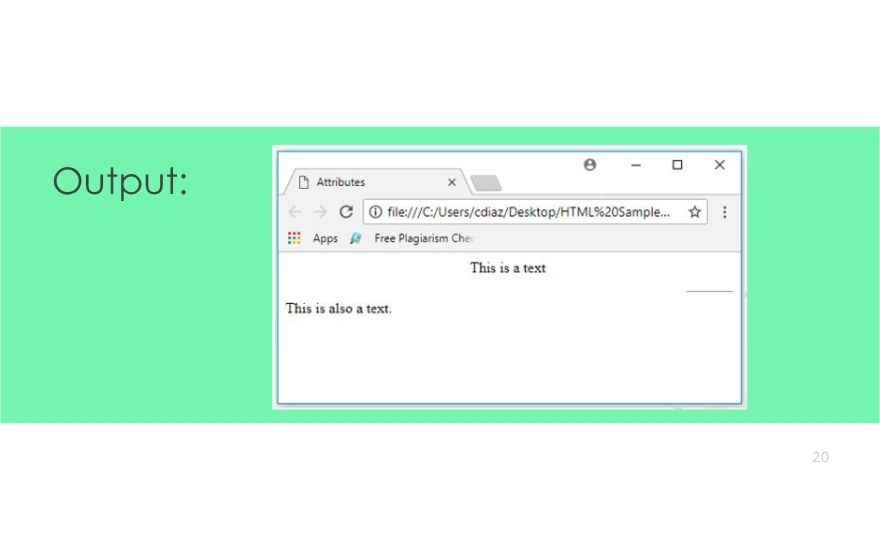 Output:
Attributes
file:///C:/Users/cdiaz/Desktop/HTML%20Sample...
Apps Free Plagiarism Chec
This is a text
This is also a text.
20